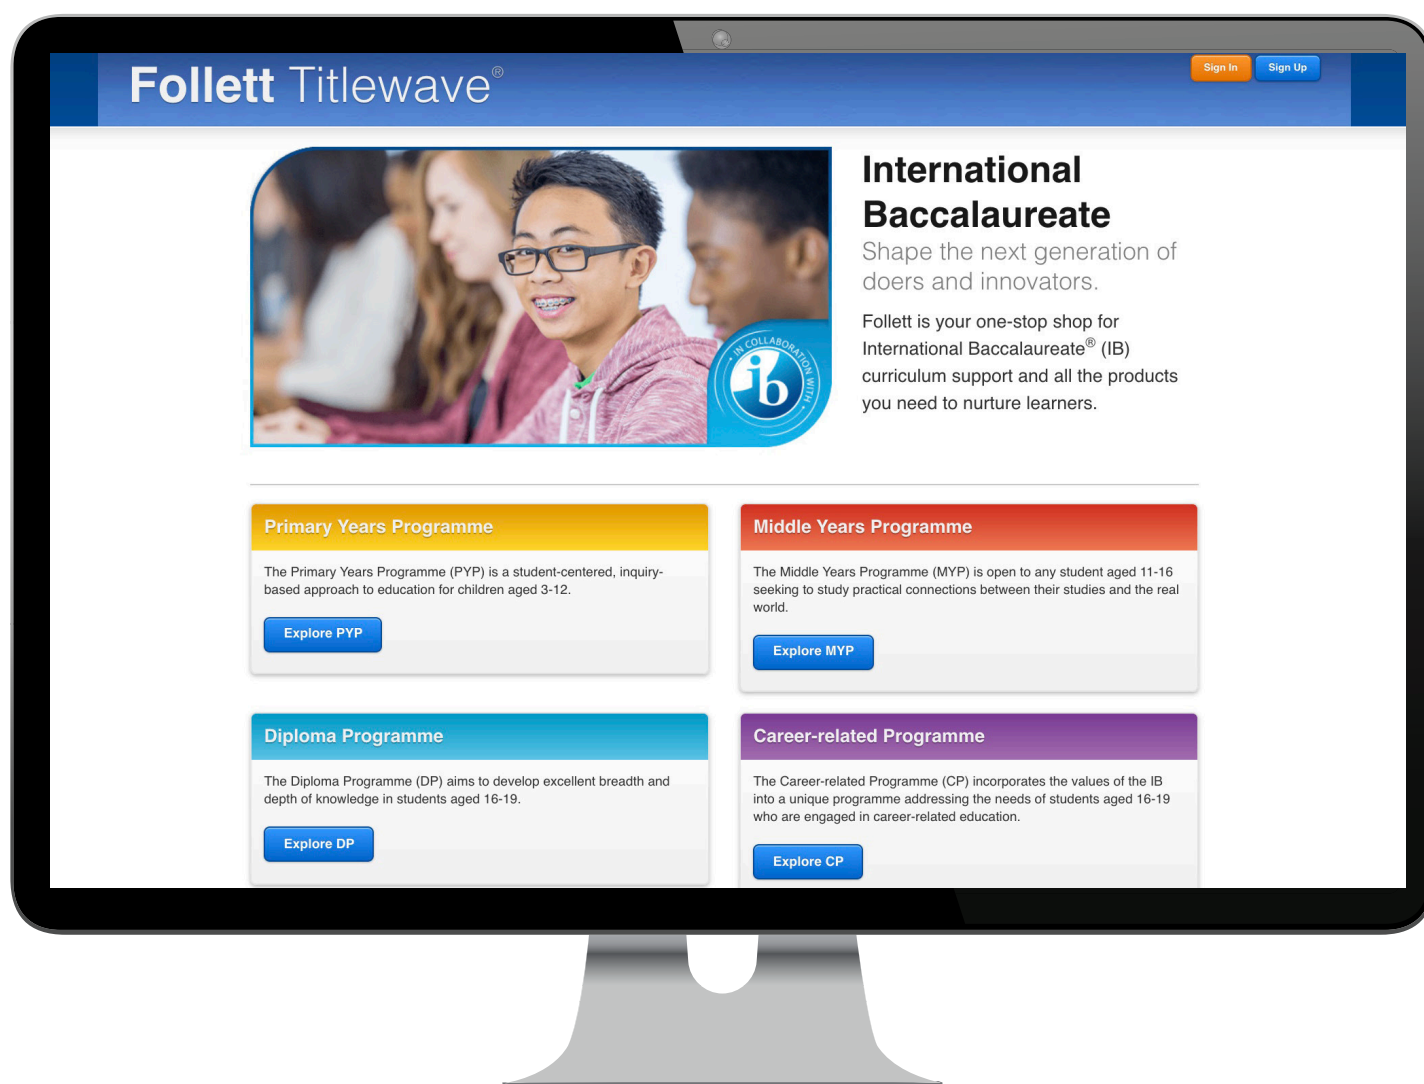 Follett Titlewave®
Sign In
Sign Up
International
Baccalaureate
Shape the next generation of
doers and innovators.
Follett is your one-stop shop for
International Baccalaureate® (IB)
curriculum support and all the products
you need to nurture learners.
IN COLLABORATION WITH
ib
Primary Years Programme
The Primary Years Programme (PYP) is a student-centered, inquiry-
based approach to education for children aged 3-12.
Explore PYP
Middle Years Programme
The Middle Years Programme (MYP) is open to any student aged 11-16
seeking to study practical connections between their studies and the real
world.
Explore MYP
Diploma Programme
The Diploma Programme (DP) aims to develop excellent breadth and
depth of knowledge in students aged 16-19.
Explore DP
Career-related Programme
The Career-related Programme (CP) incorporates the values of the IB
into a unique programme addressing the needs of students aged 16-19
who are engaged in career-related education.
Explore CP